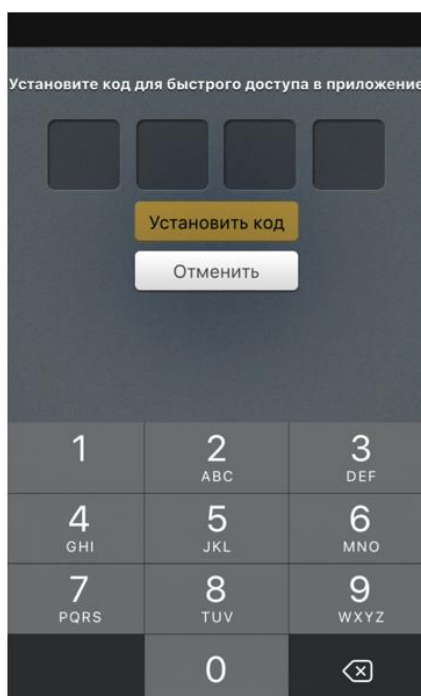 Установите код для быстрого доступа в приложение
Установить код
Отменить
1 2 3
ABC DEF
4 5 6
GHI JKL MNO
7 8 9
PQRS TUV WXYZ
0